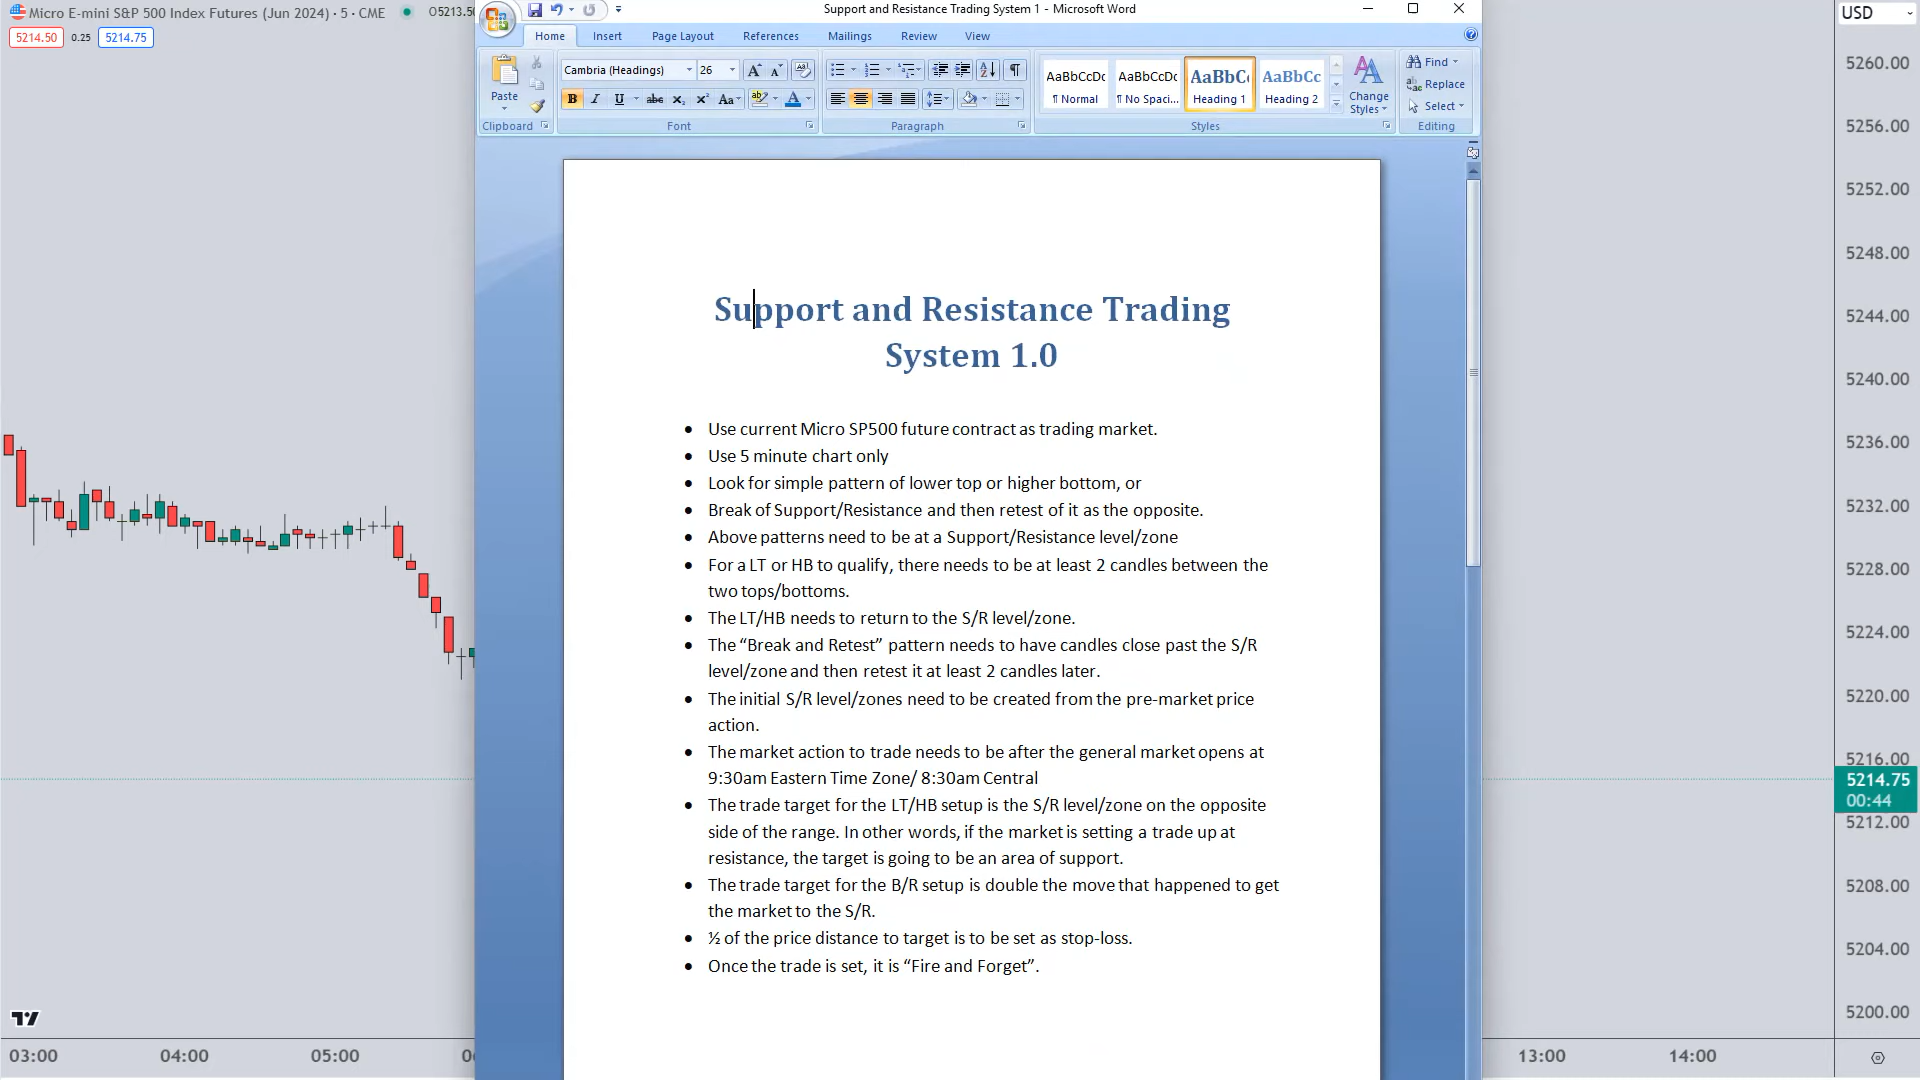 Micro E-mini S&P 500 Index Futures (Jun 2024) · 5 · CME
O5213.50
5214.50 0.25 5214.75
Support and Resistance Trading System 1 - Microsoft Word
Home Insert Page Layout References Mailings Review View
Paste
Clipboard
Cambria (Headings) 26
B I U abc X₂ X² Aa A
Font
Paragraph
AaBbCcDc AaBbCcDc AaBbC AaBbCc
¶ Normal ¶ No Spaci... Heading 1 Heading 2
Change
Styles
Styles
Find
Replace
Select
Editing
Support and Resistance Trading
System 1.0
• Use current Micro SP500 future contract as trading market.
• Use 5 minute chart only
• Look for simple pattern of lower top or higher bottom, or
• Break of Support/Resistance and then retest of it as the opposite.
• Above patterns need to be at a Support/Resistance level/zone
• For a LT or HB to qualify, there needs to be at least 2 candles between the
two tops/bottoms.
• The LT/HB needs to return to the S/R level/zone.
• The “Break and Retest” pattern needs to have candles close past the S/R
level/zone and then retest it at least 2 candles later.
• The initial S/R level/zones need to be created from the pre-market price
action.
• The market action to trade needs to be after the general market opens at
9:30am Eastern Time Zone/ 8:30am Central
• The trade target for the LT/HB setup is the S/R level/zone on the opposite
side of the range. In other words, if the market is setting a trade up at
resistance, the target is going to be an area of support.
• The trade target for the B/R setup is double the move that happened to get
the market to the S/R.
• ½ of the price distance to target is to be set as stop-loss.
• Once the trade is set, it is “Fire and Forget”.
USD
5260.00
5256.00
5252.00
5248.00
5244.00
5240.00
5236.00
5232.00
5228.00
5224.00
5220.00
5216.00
5214.75
00:44
5212.00
5208.00
5204.00
5200.00
03:00 04:00 05:00 13:00 14:00